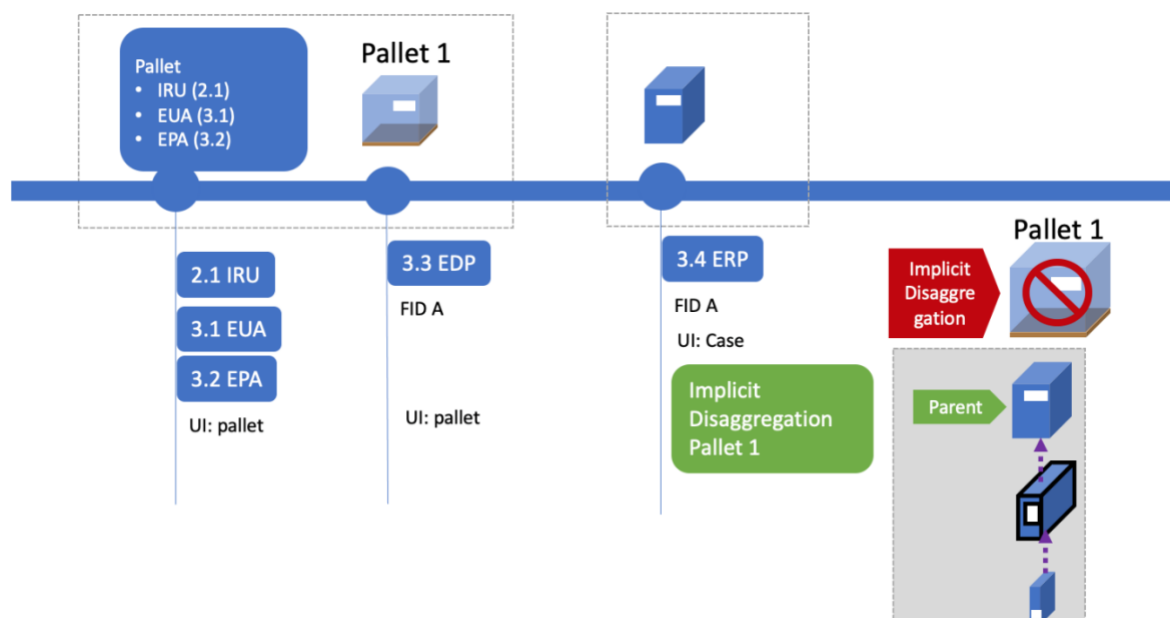 Pallet
• IRU (2.1)
• EUA (3.1)
• EPA (3.2)
Pallet 1
2.1 IRU
3.1 EUA
3.2 EPA
UI: pallet
3.3 EDP
FID A
UI: pallet
3.4 ERP
FID A
UI: Case
Implicit
Disaggregation
Pallet 1
Pallet 1
Implicit
Disaggre
gation
Parent